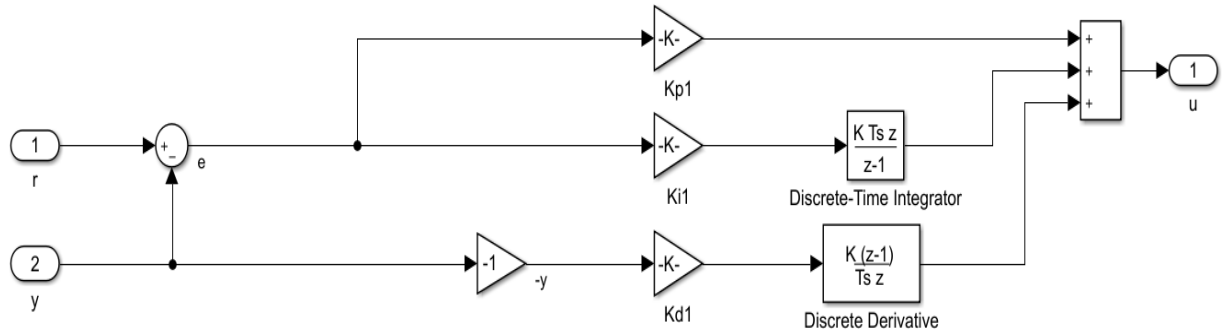 -K-
Kp1
+
+
+
1
u
1
r
+
−
e
-K-
Ki1
K Ts z
z-1
Discrete-Time Integrator
2
y
-1
-y
-K-
Kd1
K (z-1)
Ts z
Discrete Derivative